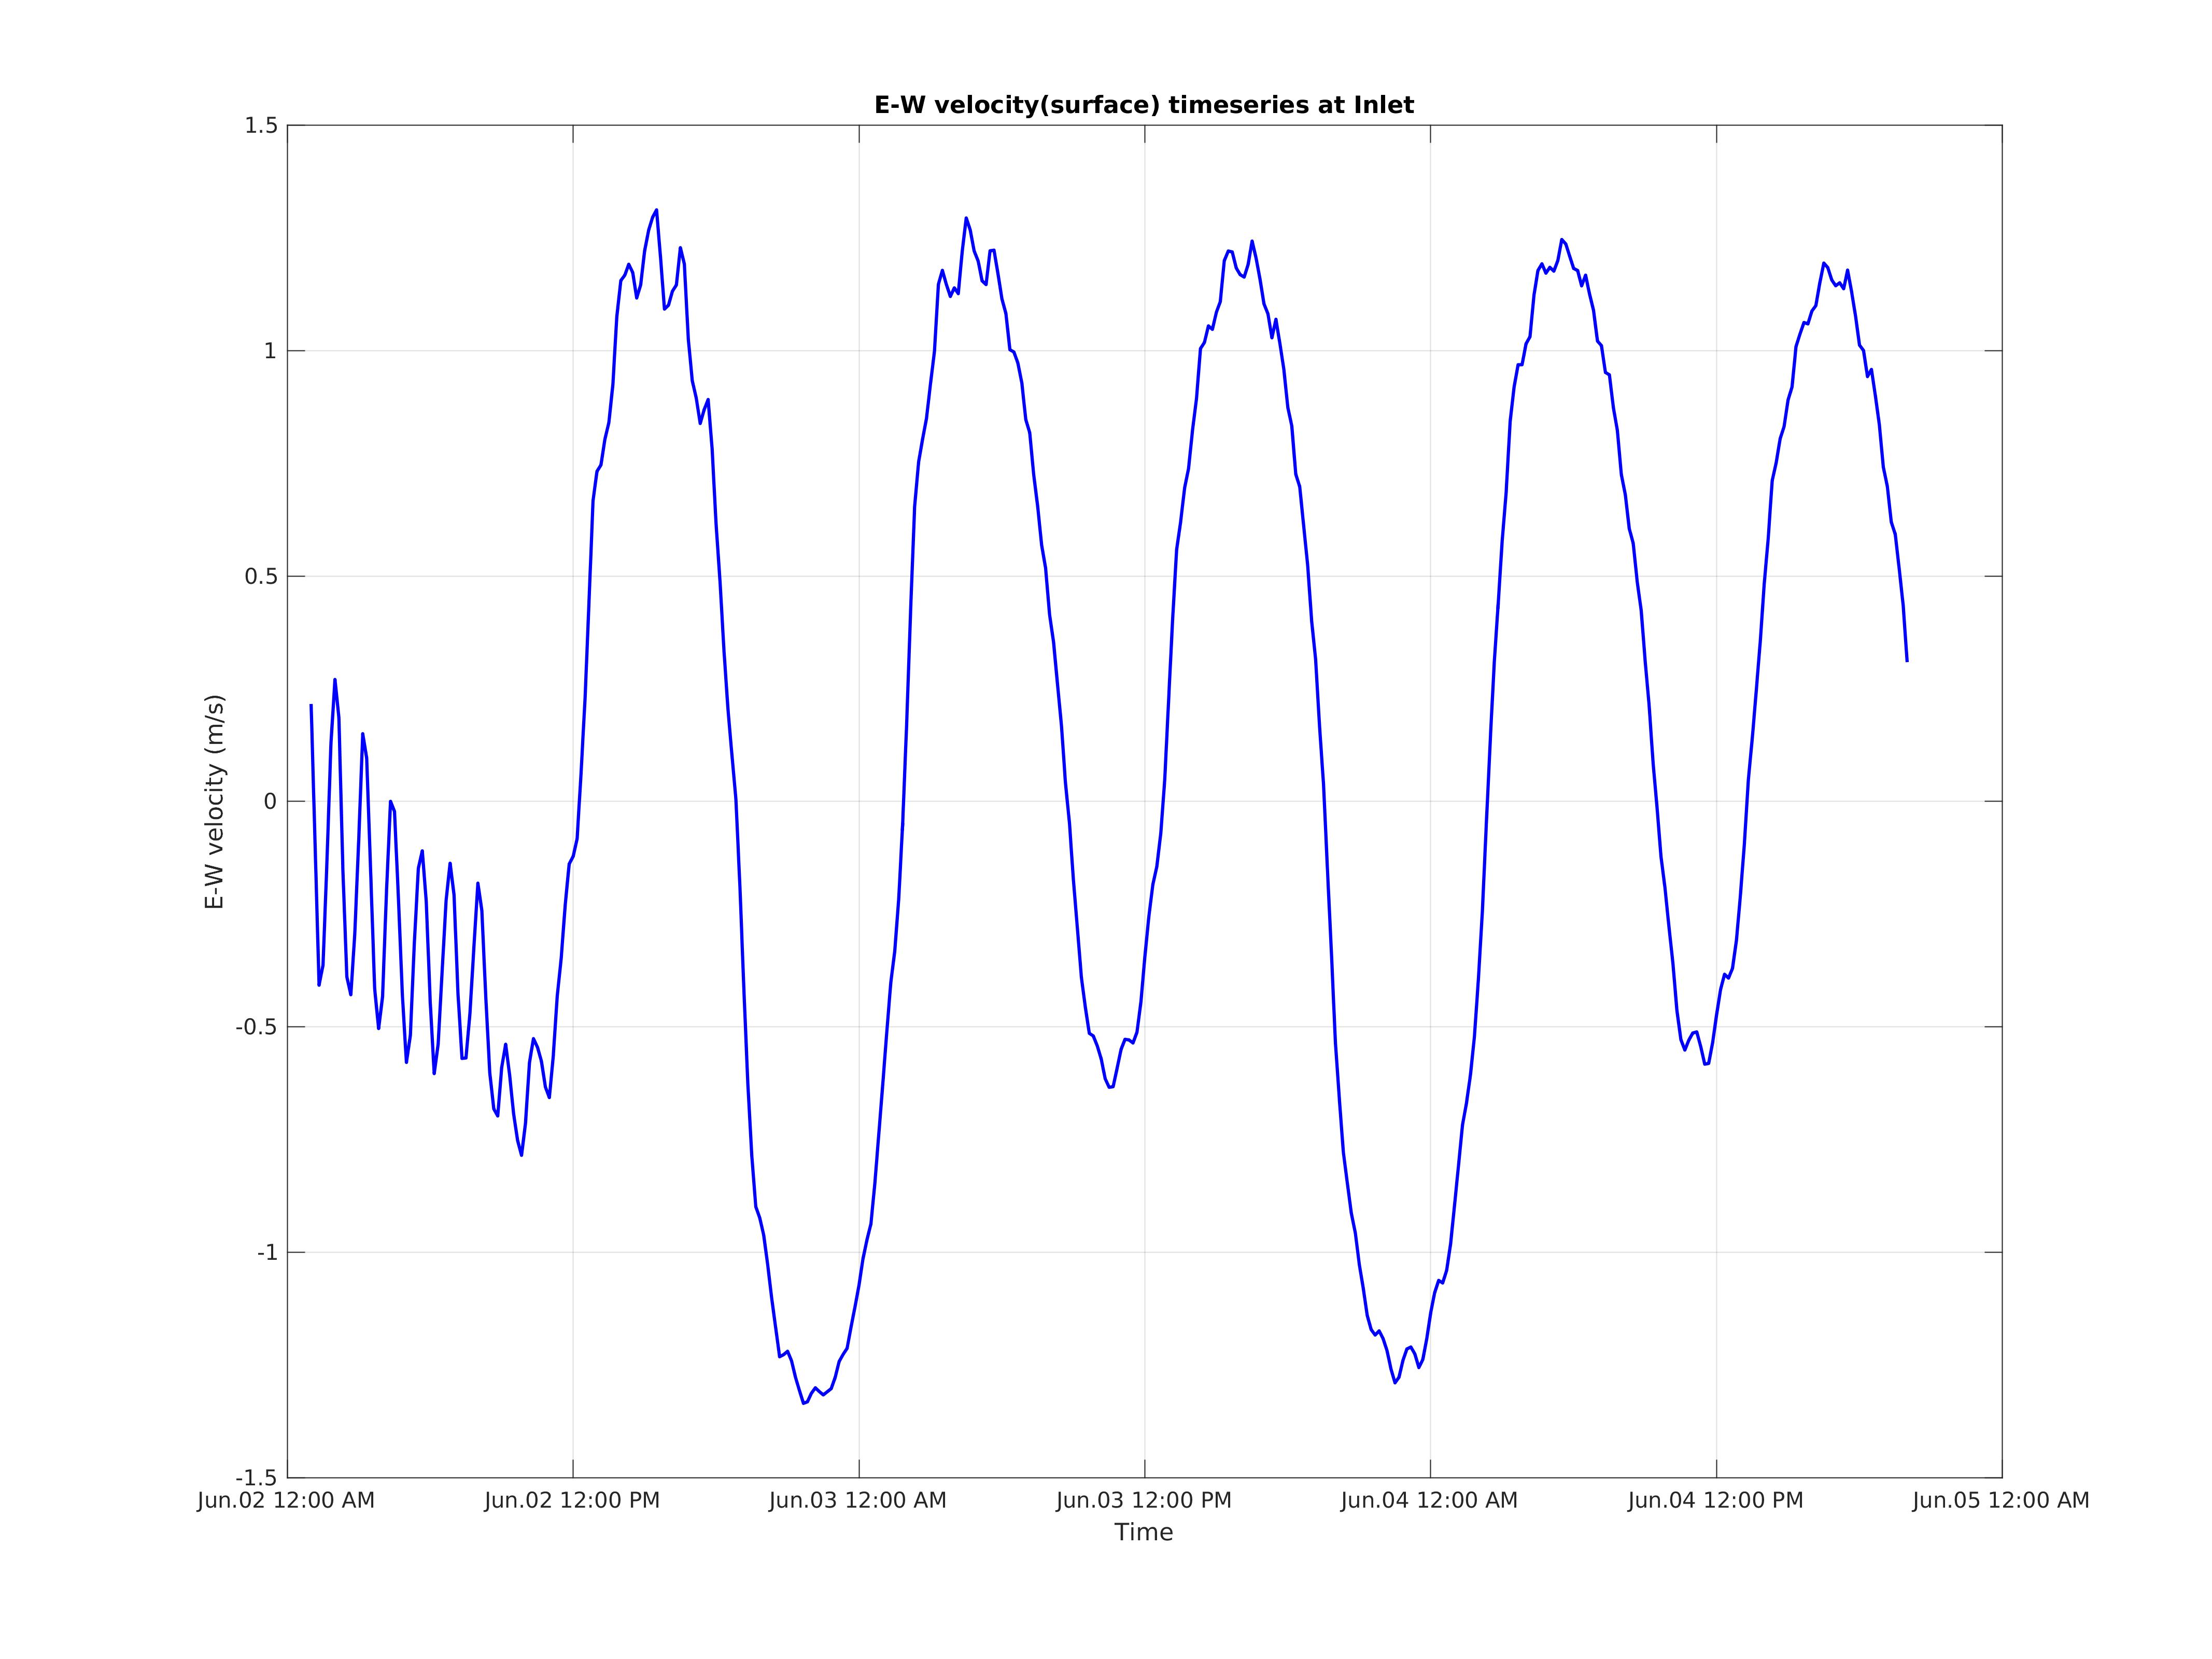 E-W velocity(surface) timeseries at Inlet
E-W velocity (m/s)
1.5
1
0.5
0
-0.5
-1
-1.5
Jun.02 12:00 AM
Jun.02 12:00 PM
Jun.03 12:00 AM
Jun.03 12:00 PM
Jun.04 12:00 AM
Jun.04 12:00 PM
Jun.05 12:00 AM
Time